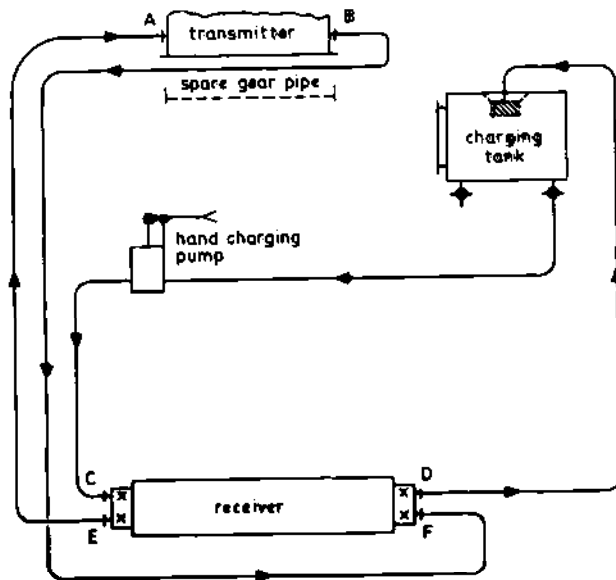 A
B
transmitter
spare gear pipe
charging
tank
hand charging
pump
C
D
x
x
receiver
x
x
E
F